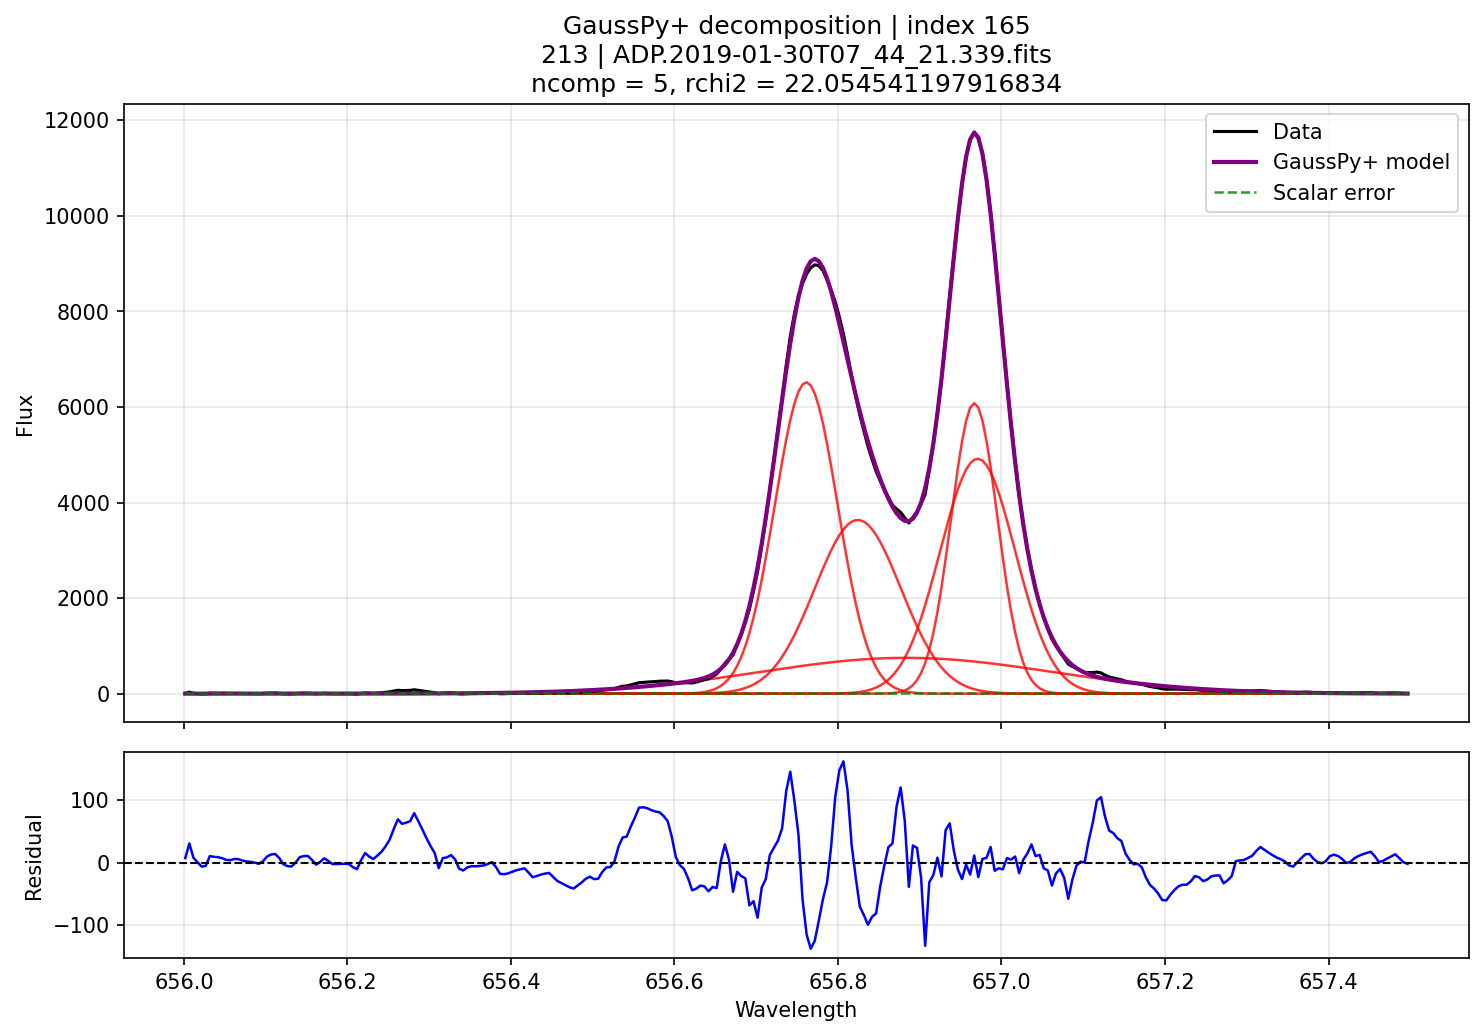 GaussPy+ decomposition | index 165
213 | ADP.2019-01-30T07_44_21.339.fits
ncomp = 5, rchi2 = 22.054541197916834
12000
10000
8000
6000
4000
2000
0
Flux
Data
GaussPy+ model
Scalar error
100
0
−100
Residual
656.0
656.2
656.4
656.6
656.8
657.0
657.2
657.4
Wavelength